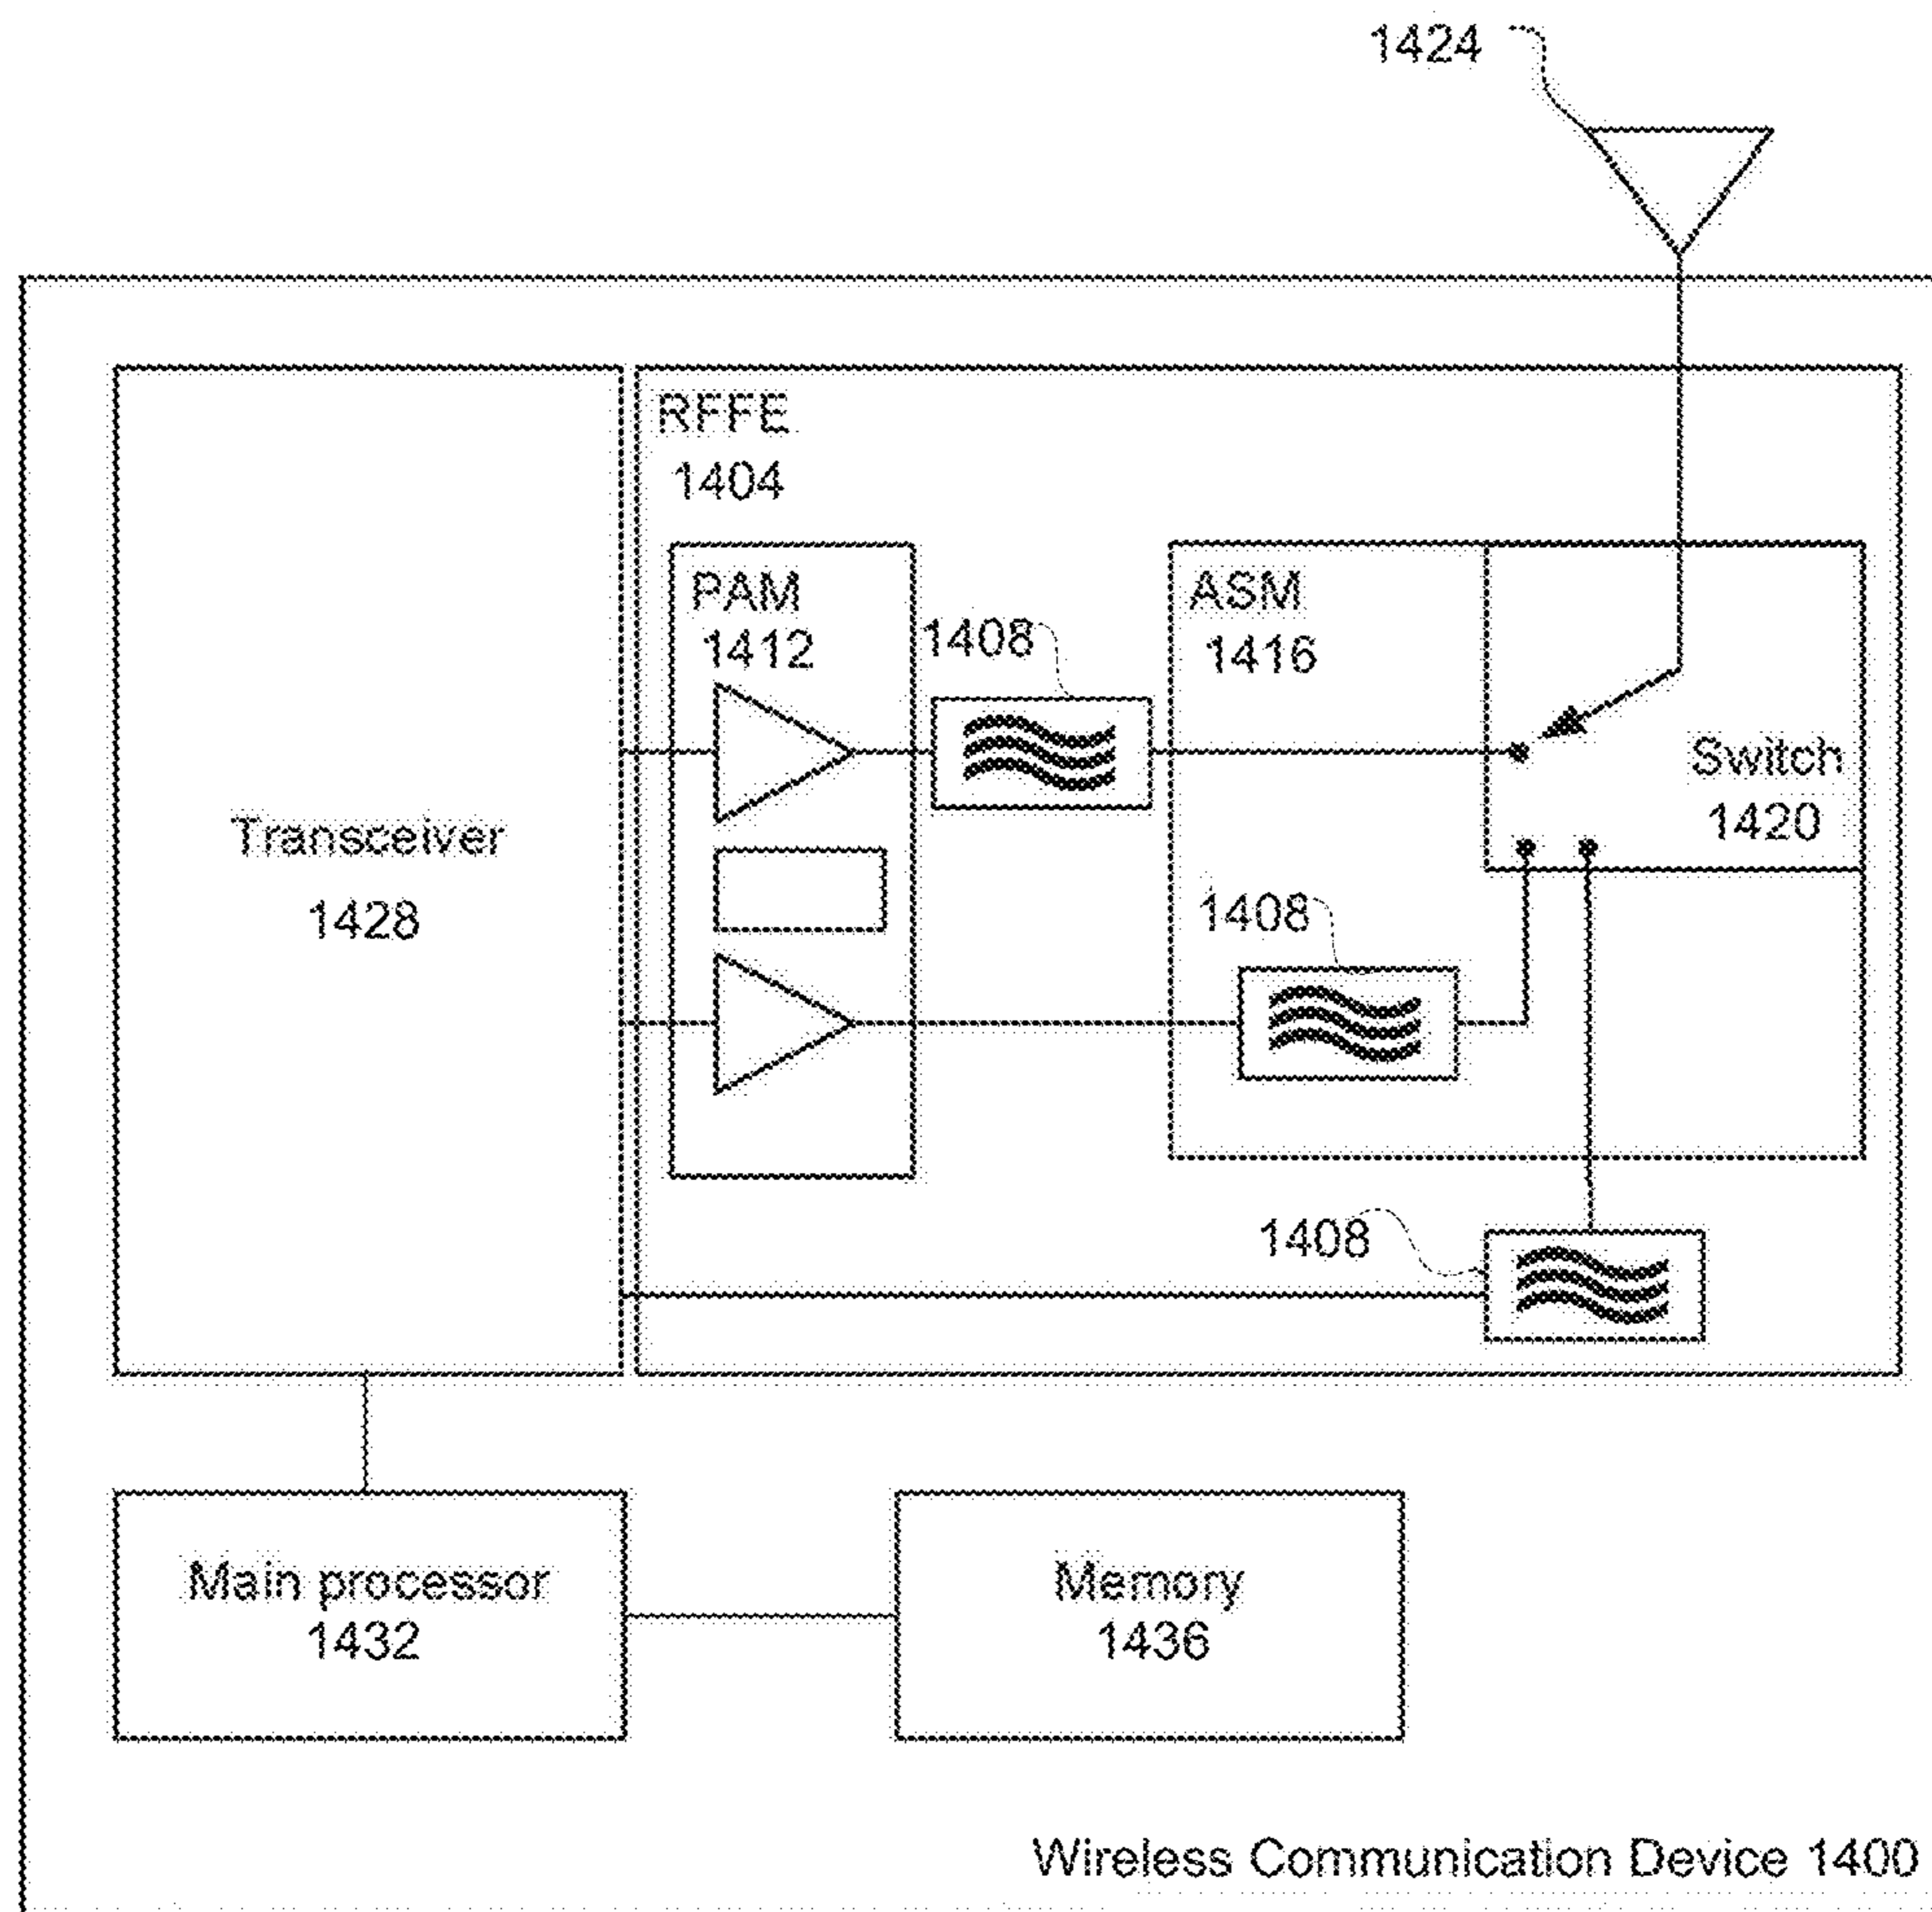 1424
RFFE
1404
PAM
1412
1408
ASM
1416
Switch
1420
Transceiver
1428
1408
1408
Main processor
1432
Memory
1436
Wireless Communication Device 1400